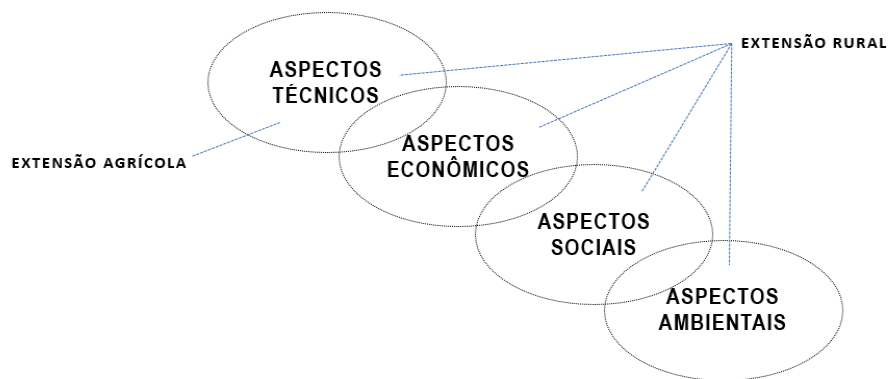 EXTENSÃO RURAL
ASPECTOS
TÉCNICOS
ASPECTOS
ECONÔMICOS
EXTENSÃO AGRÍCOLA
ASPECTOS
SOCIAIS
ASPECTOS
AMBIENTAIS